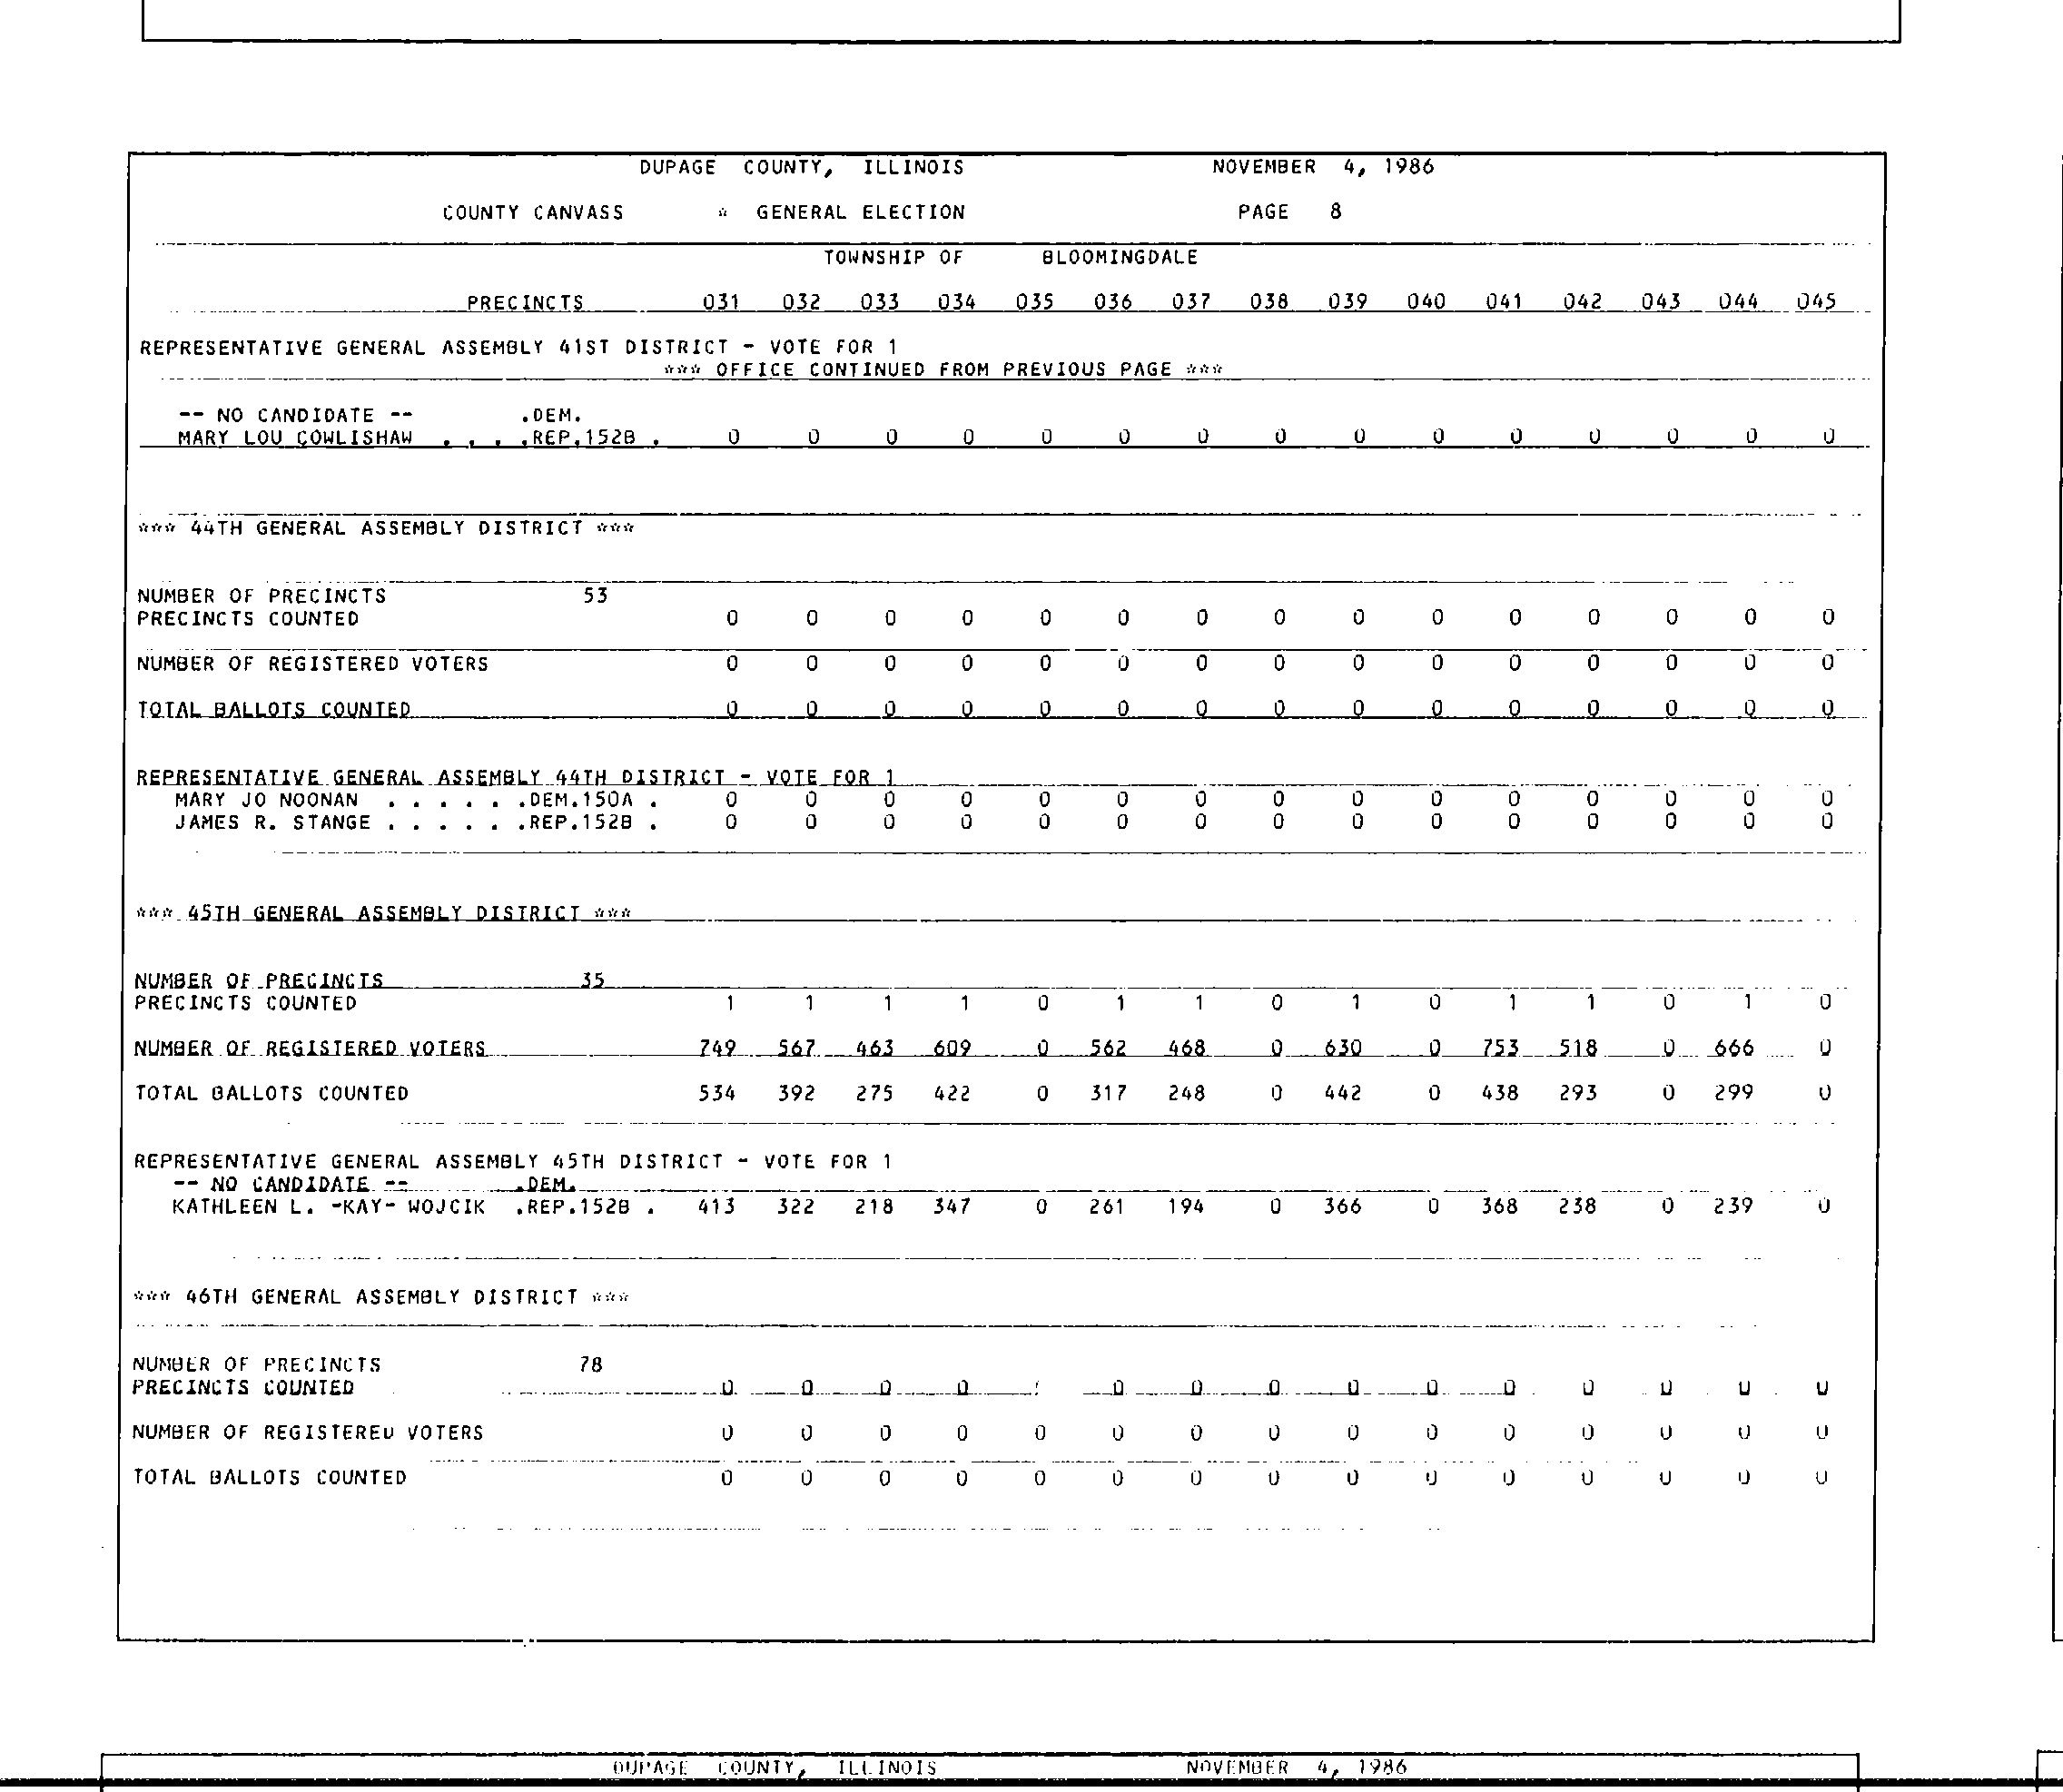 DUPAGE COUNTY, ILLINOIS NOVEMBER 4, 1986
COUNTY CANVASS * GENERAL ELECTION PAGE 8
TOWNSHIP OF BLOOMINGDALE
PRECINCTS 031 032 033 034 035 036 037 038 039 040 041 042 043 044 045
REPRESENTATIVE GENERAL ASSEMBLY 41ST DISTRICT - VOTE FOR 1
*** OFFICE CONTINUED FROM PREVIOUS PAGE ***
-- NO CANDIDATE -- .DEM.
MARY LOU COWLISHAW . . . .REP.152B . 0 0 0 0 0 0 0 0 0 0 0 0 0 0 0
*** 44TH GENERAL ASSEMBLY DISTRICT ***
NUMBER OF PRECINCTS 53
PRECINCTS COUNTED 0 0 0 0 0 0 0 0 0 0 0 0 0 0 0
NUMBER OF REGISTERED VOTERS 0 0 0 0 0 0 0 0 0 0 0 0 0 0 0
TOTAL BALLOTS COUNTED 0 0 0 0 0 0 0 0 0 0 0 0 0 0 0
REPRESENTATIVE GENERAL ASSEMBLY 44TH DISTRICT - VOTE FOR 1
MARY JO NOONAN . . . . . .DEM.150A . 0 0 0 0 0 0 0 0 0 0 0 0 0 0 0
JAMES R. STANGE . . . . . .REP.152B . 0 0 0 0 0 0 0 0 0 0 0 0 0 0 0
*** 45TH GENERAL ASSEMBLY DISTRICT ***
NUMBER OF PRECINCTS 35
PRECINCTS COUNTED 1 1 1 1 0 1 1 0 1 0 1 1 0 1 0
NUMBER OF REGISTERED VOTERS 749 567 463 609 0 562 468 0 630 0 753 518 0 666 0
TOTAL BALLOTS COUNTED 534 392 275 422 0 317 248 0 442 0 438 293 0 299 0
REPRESENTATIVE GENERAL ASSEMBLY 45TH DISTRICT - VOTE FOR 1
-- NO CANDIDATE -- .DEM.
KATHLEEN L. -KAY- WOJCIK .REP.152B . 413 322 218 347 0 261 194 0 366 0 368 238 0 239 0
*** 46TH GENERAL ASSEMBLY DISTRICT ***
NUMBER OF PRECINCTS 78
PRECINCTS COUNTED 0 0 0 0 0 0 0 0 0 0 0 0 0 0
NUMBER OF REGISTERED VOTERS 0 0 0 0 0 0 0 0 0 0 0 0 0 0 0
TOTAL BALLOTS COUNTED 0 0 0 0 0 0 0 0 0 0 0 0 0 0 0
DUPAGE COUNTY, ILLINOIS NOVEMBER 4, 1986